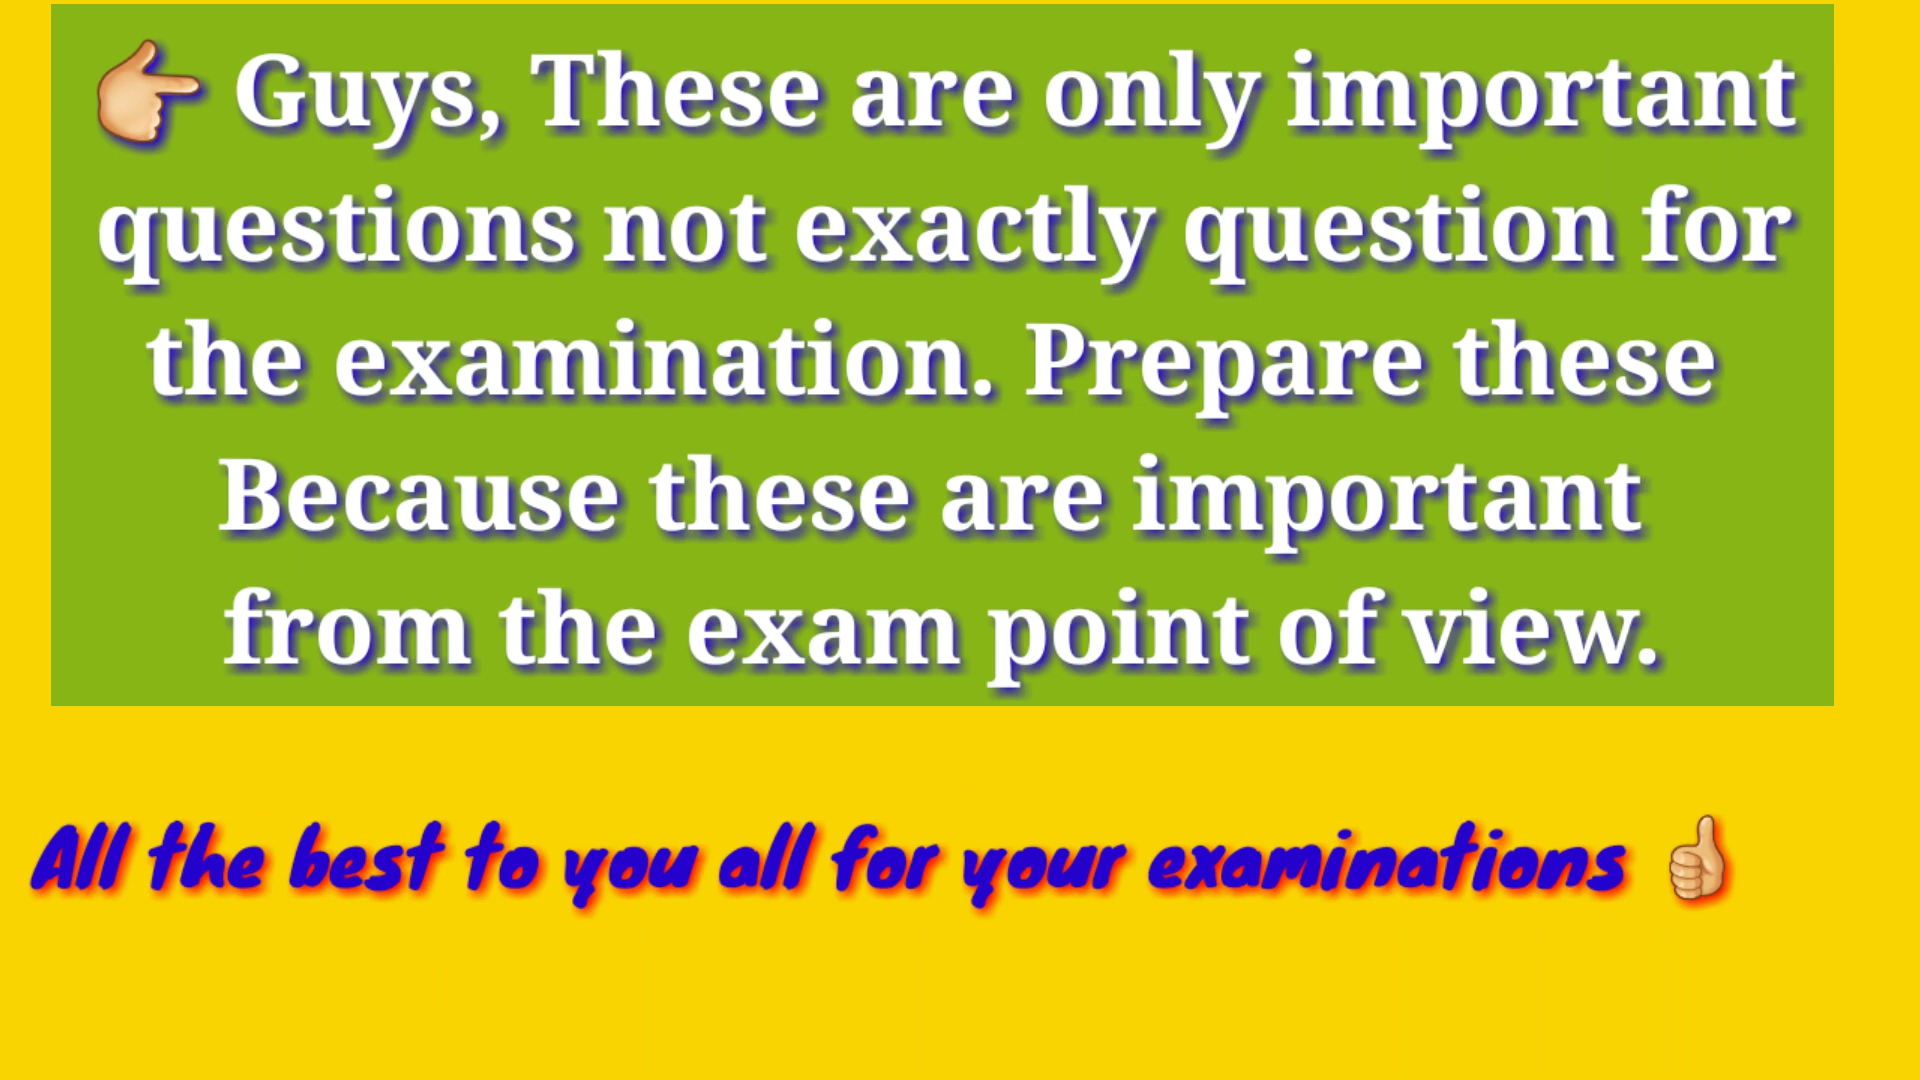 👉 Guys, These are only important
questions not exactly question for
the examination. Prepare these
Because these are important
from the exam point of view.
All the best to you all for your examinations 👍